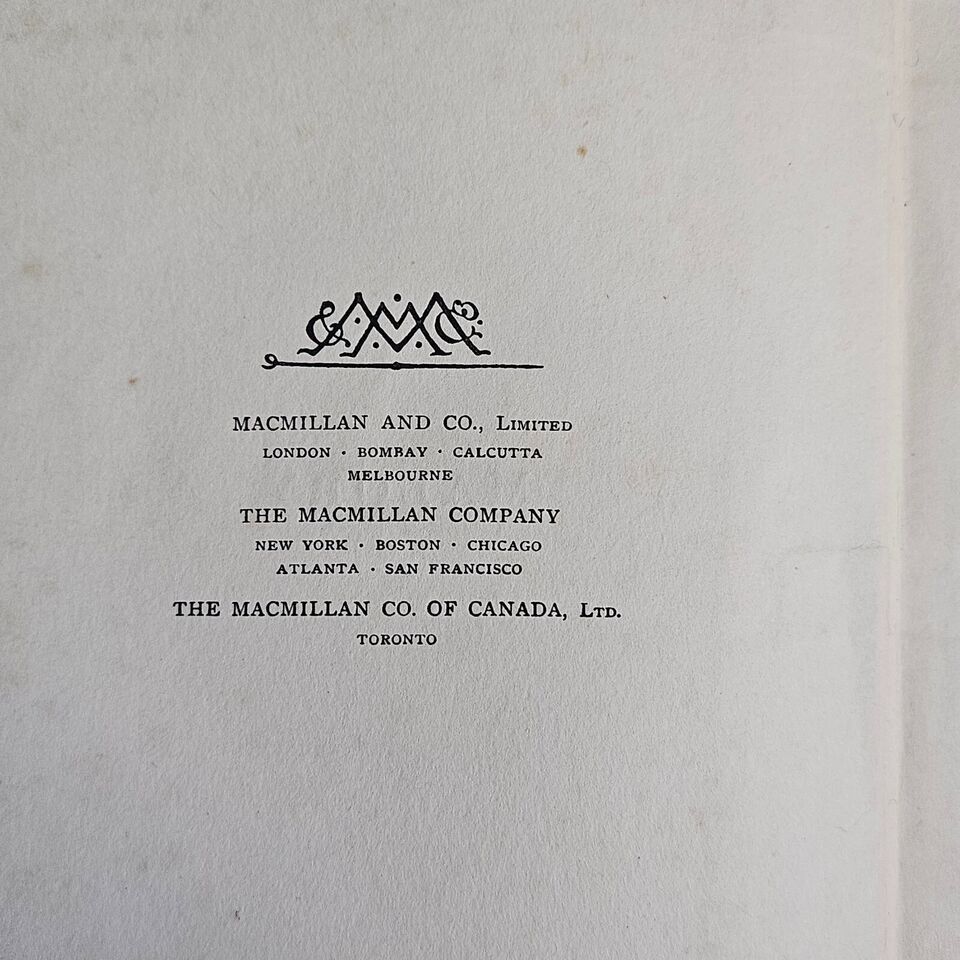 MACMILLAN AND CO., LIMITED
LONDON · BOMBAY · CALCUTTA
MELBOURNE
THE MACMILLAN COMPANY
NEW YORK · BOSTON · CHICAGO
ATLANTA · SAN FRANCISCO
THE MACMILLAN CO. OF CANADA, LTD.
TORONTO